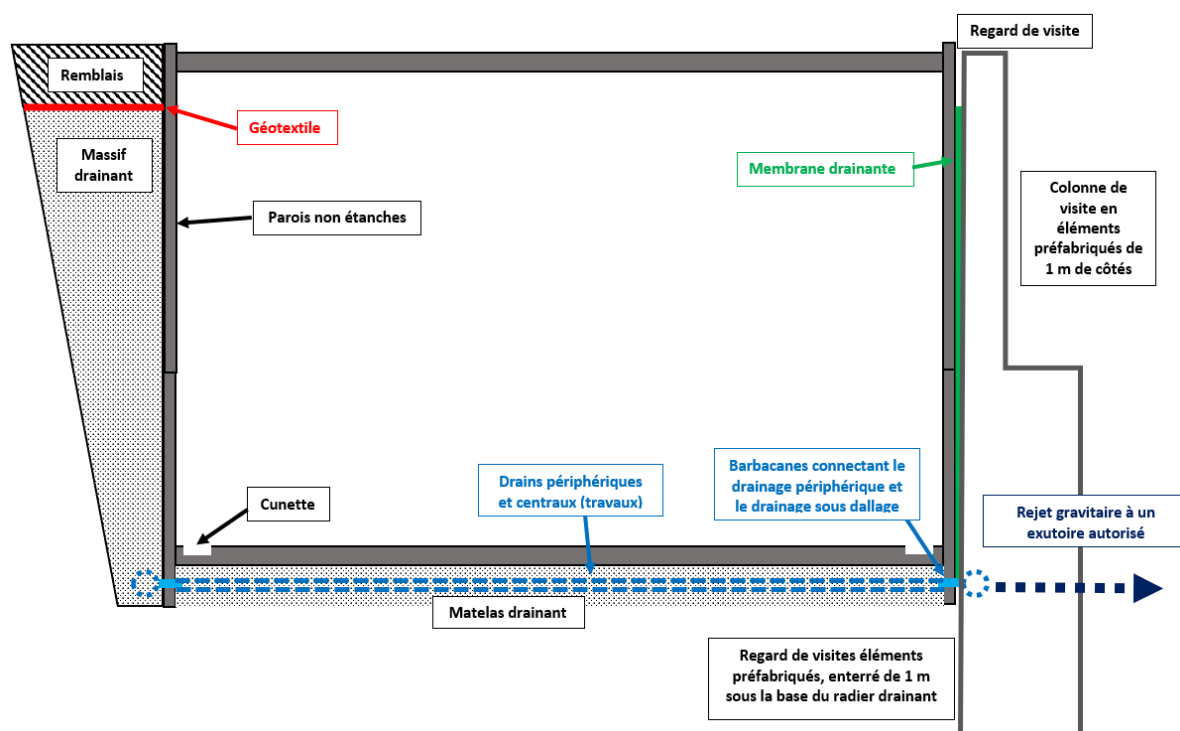 Regard de visite
Remblais
Géotextile
Massif
drainant
Membrane drainante
Colonne de
visite en
éléments
préfabriqués de
1 m de côtés
Parois non étanches
Drains périphériques
et centraux (travaux)
Barbacanes connectant le
drainage périphérique et
le drainage sous dallage
Cunette
Rejet gravitaire à un
exutoire autorisé
Matelas drainant
Regard de visites éléments
préfabriqués, enterré de 1 m
sous la base du radier drainant